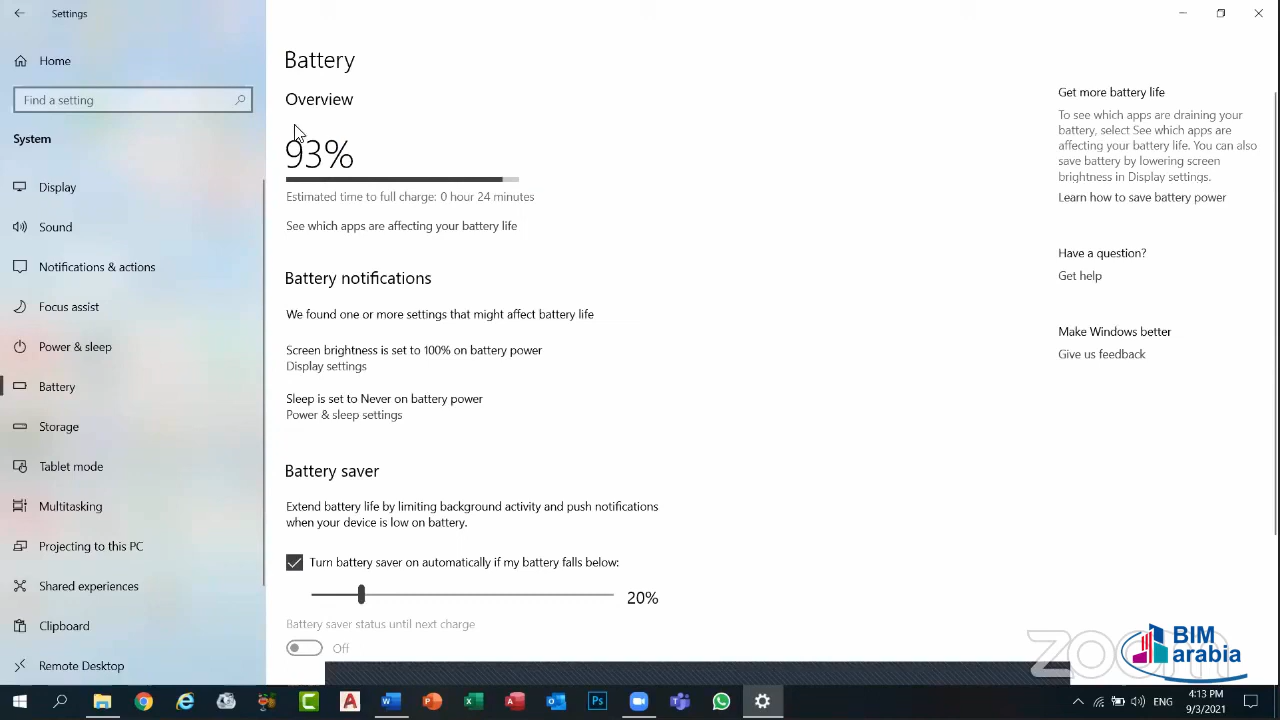 Settings
Home
Find a setting
System
Display
Sound
Notifications & actions
Focus assist
Power & sleep
Battery
Storage
Tablet mode
Multitasking
Projecting to this PC
Shared experiences
Clipboard
Remote Desktop
Battery
Overview
93%
Estimated time to full charge: 0 hour 24 minutes
See which apps are affecting your battery life
Battery notifications
We found one or more settings that might affect battery life
Screen brightness is set to 100% on battery power
Display settings
Sleep is set to Never on battery power
Power & sleep settings
Battery saver
Extend battery life by limiting background activity and push notifications
when your device is low on battery.
Turn battery saver on automatically if my battery falls below:
20%
Battery saver status until next charge
Off
Get more battery life
To see which apps are draining your
battery, select See which apps are
affecting your battery life. You can also
save battery by lowering screen
brightness in Display settings.
Learn how to save battery power
Have a question?
Get help
Make Windows better
Give us feedback
zoom
BIM
arabia
ENG
4:13 PM
9/3/2021